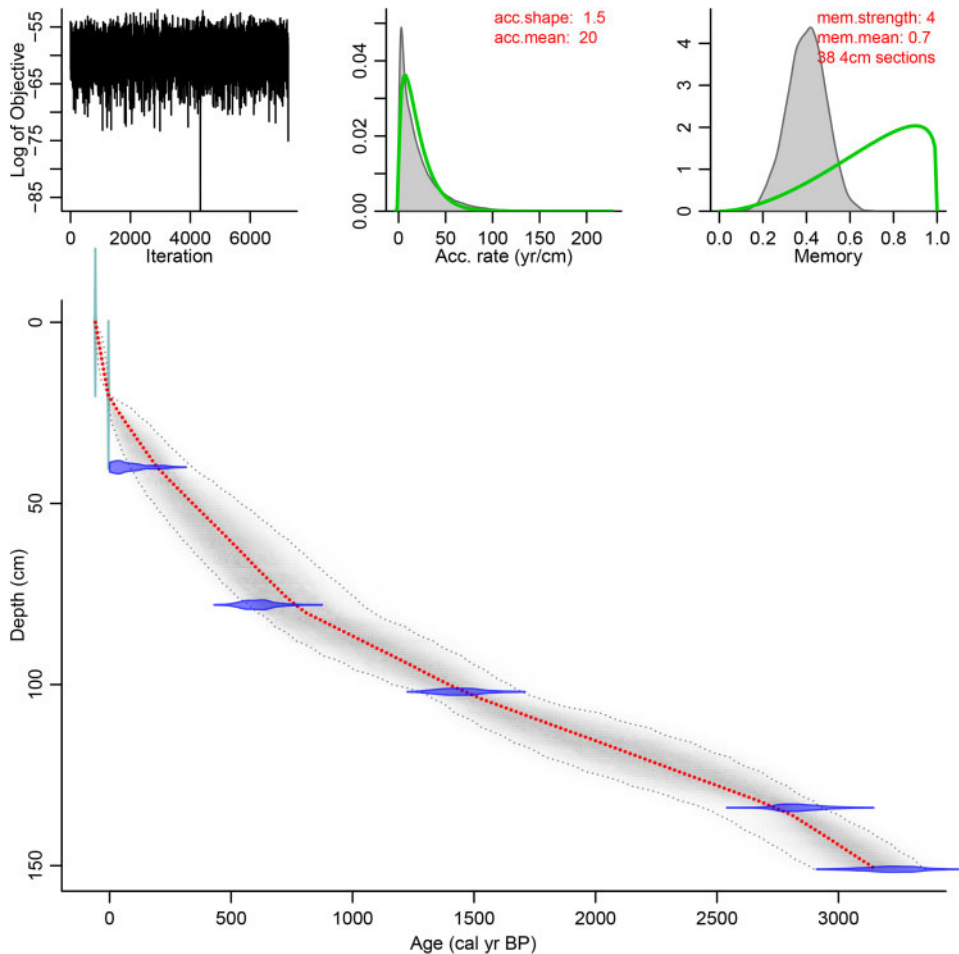 −55
−65
−75
−85
Log of Objective
0 2000 4000 6000
Iteration
acc.shape: 1.5
acc.mean: 20
0.04
0.02
0.00
0 50 100 150 200
Acc. rate (yr/cm)
mem.strength: 4
mem.mean: 0.7
38 4cm sections
4
3
2
1
0
0.0 0.2 0.4 0.6 0.8 1.0
Memory
0
50
100
150
Depth (cm)
0 500 1000 1500 2000 2500 3000
Age (cal yr BP)